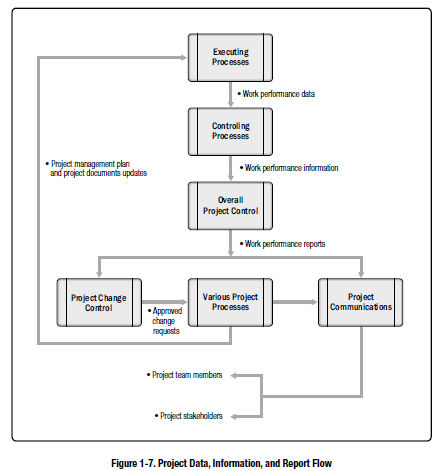 Executing
Processes
• Work performance data
Controling
Processes
• Project management plan
and project documents updates
• Work performance information
Overall
Project Control
• Work performance reports
Project Change
Control
• Approved
change
requests
Various Project
Processes
Project
Communications
• Project team members
• Project stakeholders
Figure 1-7. Project Data, Information, and Report Flow